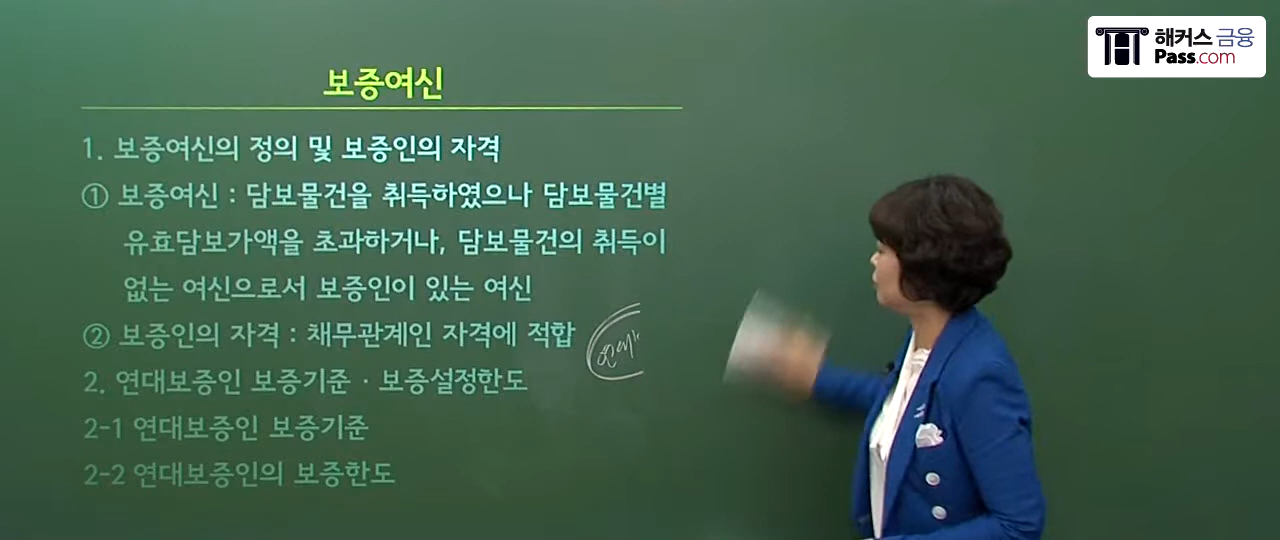 해커스 금융
Pass.com
보증여신
1. 보증여신의 정의 및 보증인의 자격
① 보증여신 : 담보물건을 취득하였으나 담보물건별
유효담보가액을 초과하거나, 담보물건의 취득이
없는 여신으로서 보증인이 있는 여신
② 보증인의 자격 : 채무관계인 자격에 적합
2. 연대보증인 보증기준 · 보증설정한도
2-1 연대보증인 보증기준
2-2 연대보증인의 보증한도